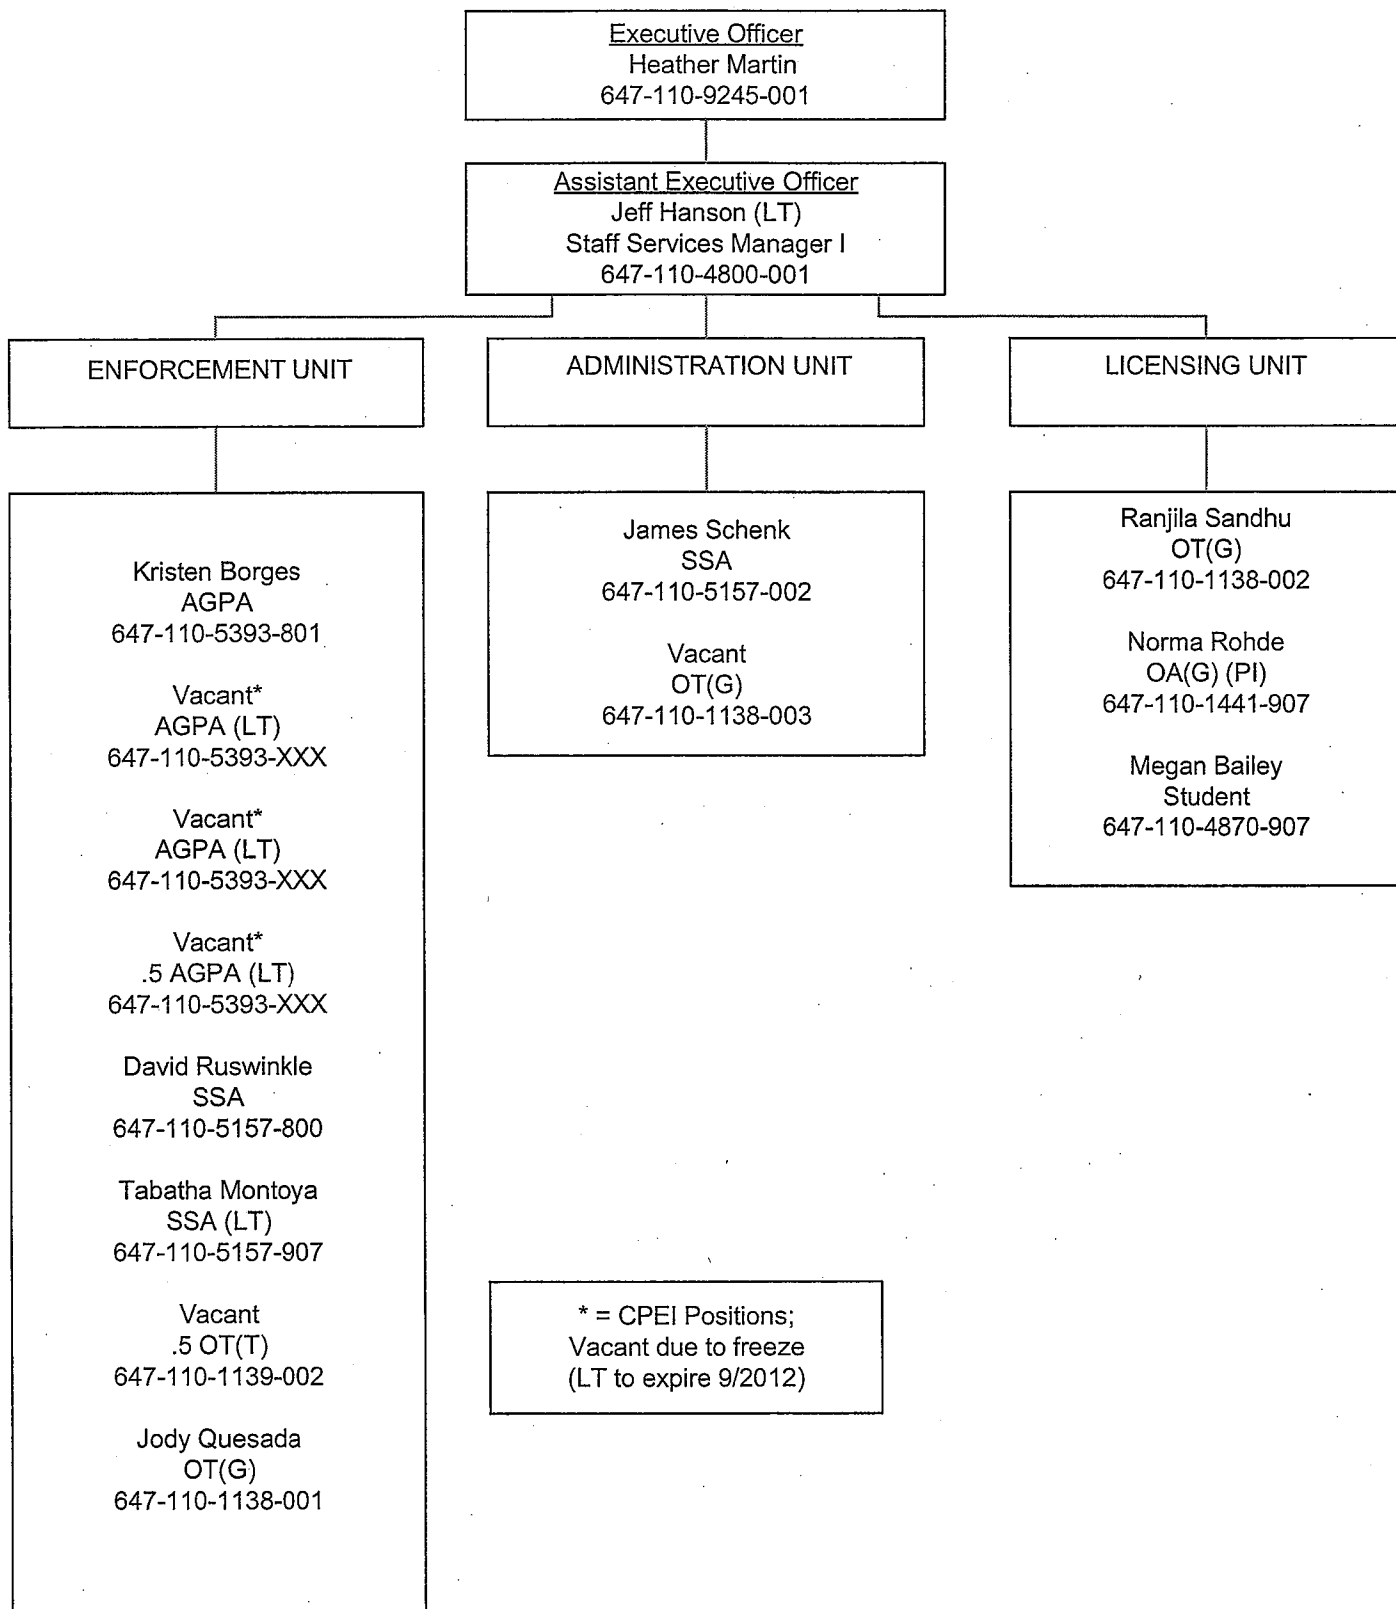 Executive Officer
Heather Martin
647-110-9245-001
Assistant Executive Officer
Jeff Hanson (LT)
Staff Services Manager I
647-110-4800-001
ENFORCEMENT UNIT
ADMINISTRATION UNIT
LICENSING UNIT
Kristen Borges
AGPA
647-110-5393-801
Vacant*
AGPA (LT)
647-110-5393-XXX
Vacant*
AGPA (LT)
647-110-5393-XXX
Vacant*
.5 AGPA (LT)
647-110-5393-XXX
David Ruswinkle
SSA
647-110-5157-800
Tabatha Montoya
SSA (LT)
647-110-5157-907
Vacant
.5 OT(T)
647-110-1139-002
Jody Quesada
OT(G)
647-110-1138-001
James Schenk
SSA
647-110-5157-002
Vacant
OT(G)
647-110-1138-003
Ranjila Sandhu
OT(G)
647-110-1138-002
Norma Rohde
OA(G) (PI)
647-110-1441-907
Megan Bailey
Student
647-110-4870-907
* = CPEI Positions;
Vacant due to freeze
(LT to expire 9/2012)